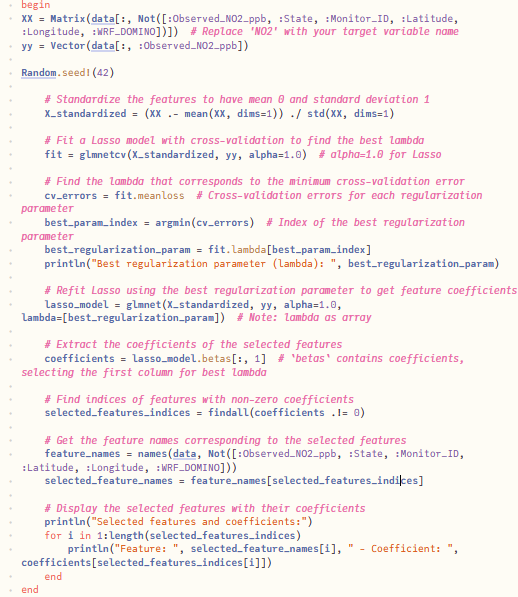 begin
XX = Matrix(data[:, Not([:Observed_NO2_ppb, :State, :Monitor_ID, :Latitude,
:Longitude, :WRF_DOMINO])])  # Replace 'NO2' with your target variable name
yy = Vector(data[:, :Observed_NO2_ppb])
Random.seed!(42)
# Standardize the features to have mean 0 and standard deviation 1
X_standardized = (XX .- mean(XX, dims=1)) ./ std(XX, dims=1)
# Fit a Lasso model with cross-validation to find the best lambda
fit = glmnetcv(X_standardized, yy, alpha=1.0)  # alpha=1.0 for Lasso
# Find the lambda that corresponds to the minimum cross-validation error
cv_errors = fit.meanloss  # Cross-validation errors for each regularization
parameter
best_param_index = argmin(cv_errors)  # Index of the best regularization
parameter
best_regularization_param = fit.lambda[best_param_index]
println("Best regularization parameter (lambda): ", best_regularization_param)
# Refit Lasso using the best regularization parameter to get feature coefficients
lasso_model = glmnet(X_standardized, yy, alpha=1.0,
lambda=[best_regularization_param])  # Note: lambda as array
# Extract the coefficients of the selected features
coefficients = lasso_model.betas[:, 1]  # 'betas' contains coefficients,
selecting the first column for best lambda
# Find indices of features with non-zero coefficients
selected_features_indices = findall(coefficients .!= 0)
# Get the feature names corresponding to the selected features
feature_names = names(data, Not([:Observed_NO2_ppb, :State, :Monitor_ID,
:Latitude, :Longitude, :WRF_DOMINO]))
selected_feature_names = feature_names[selected_features_indices]
# Display the selected features with their coefficients
println("Selected features and coefficients:")
for i in 1:length(selected_features_indices)
println("Feature: ", selected_feature_names[i], " - Coefficient: ",
coefficients[selected_features_indices[i]])
end
end